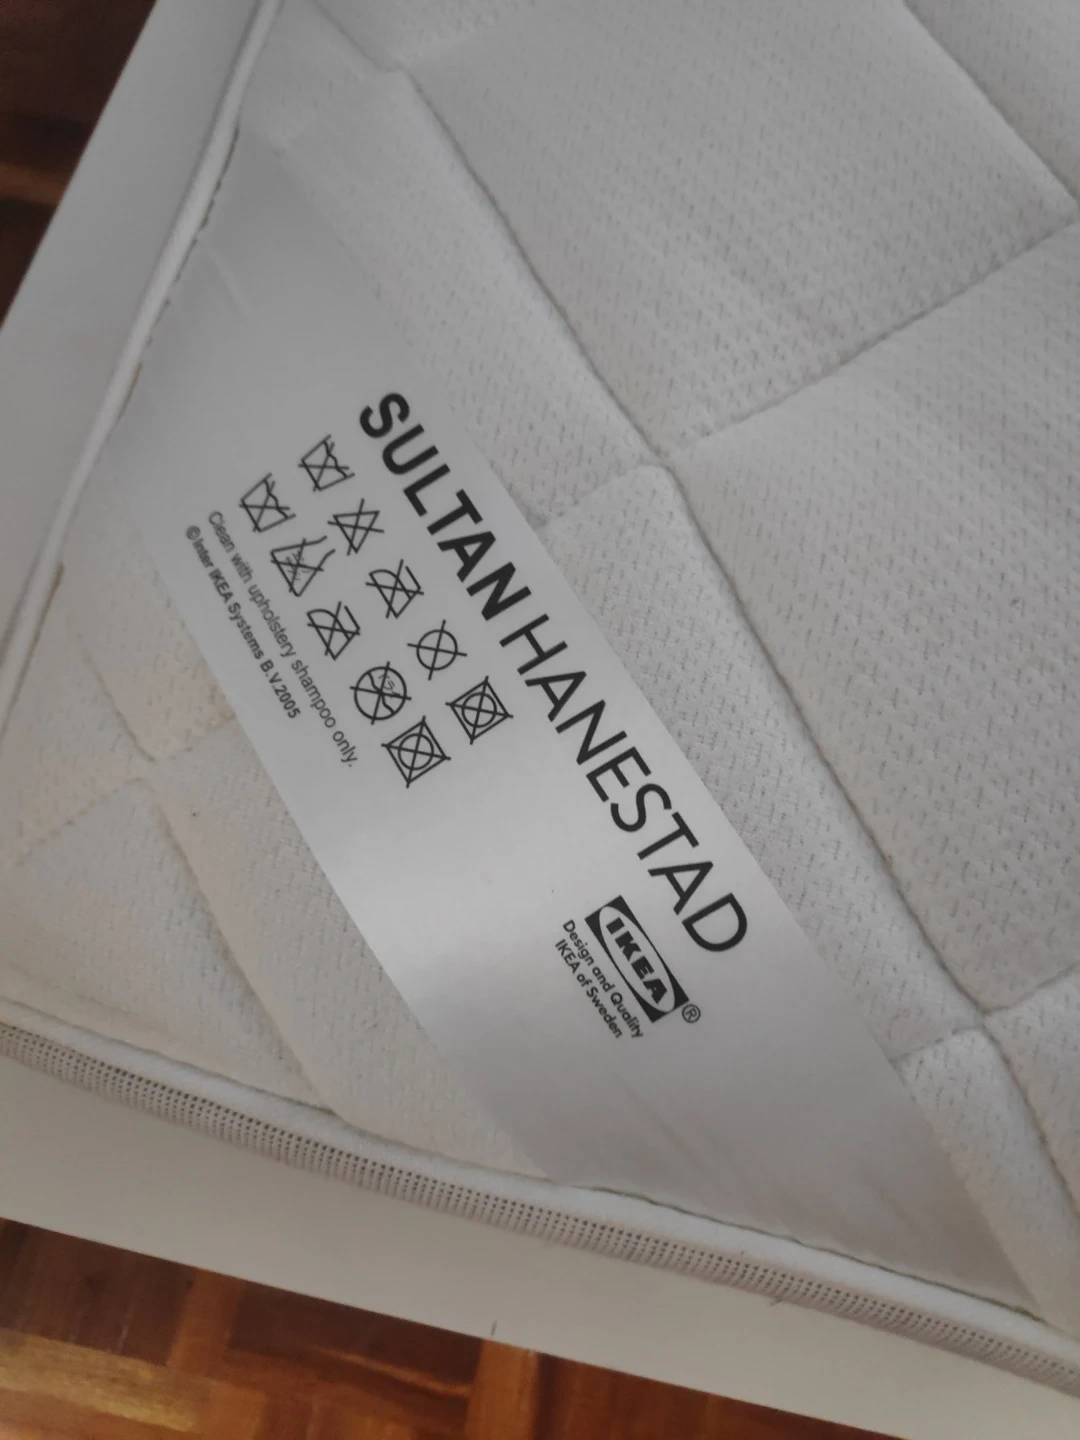 SULTAN HANESTAD
Clean with upholstery shampoo only.
© Inter IKEA Systems B.V. 2005
IKEA®
Design and Quality
IKEA of Sweden